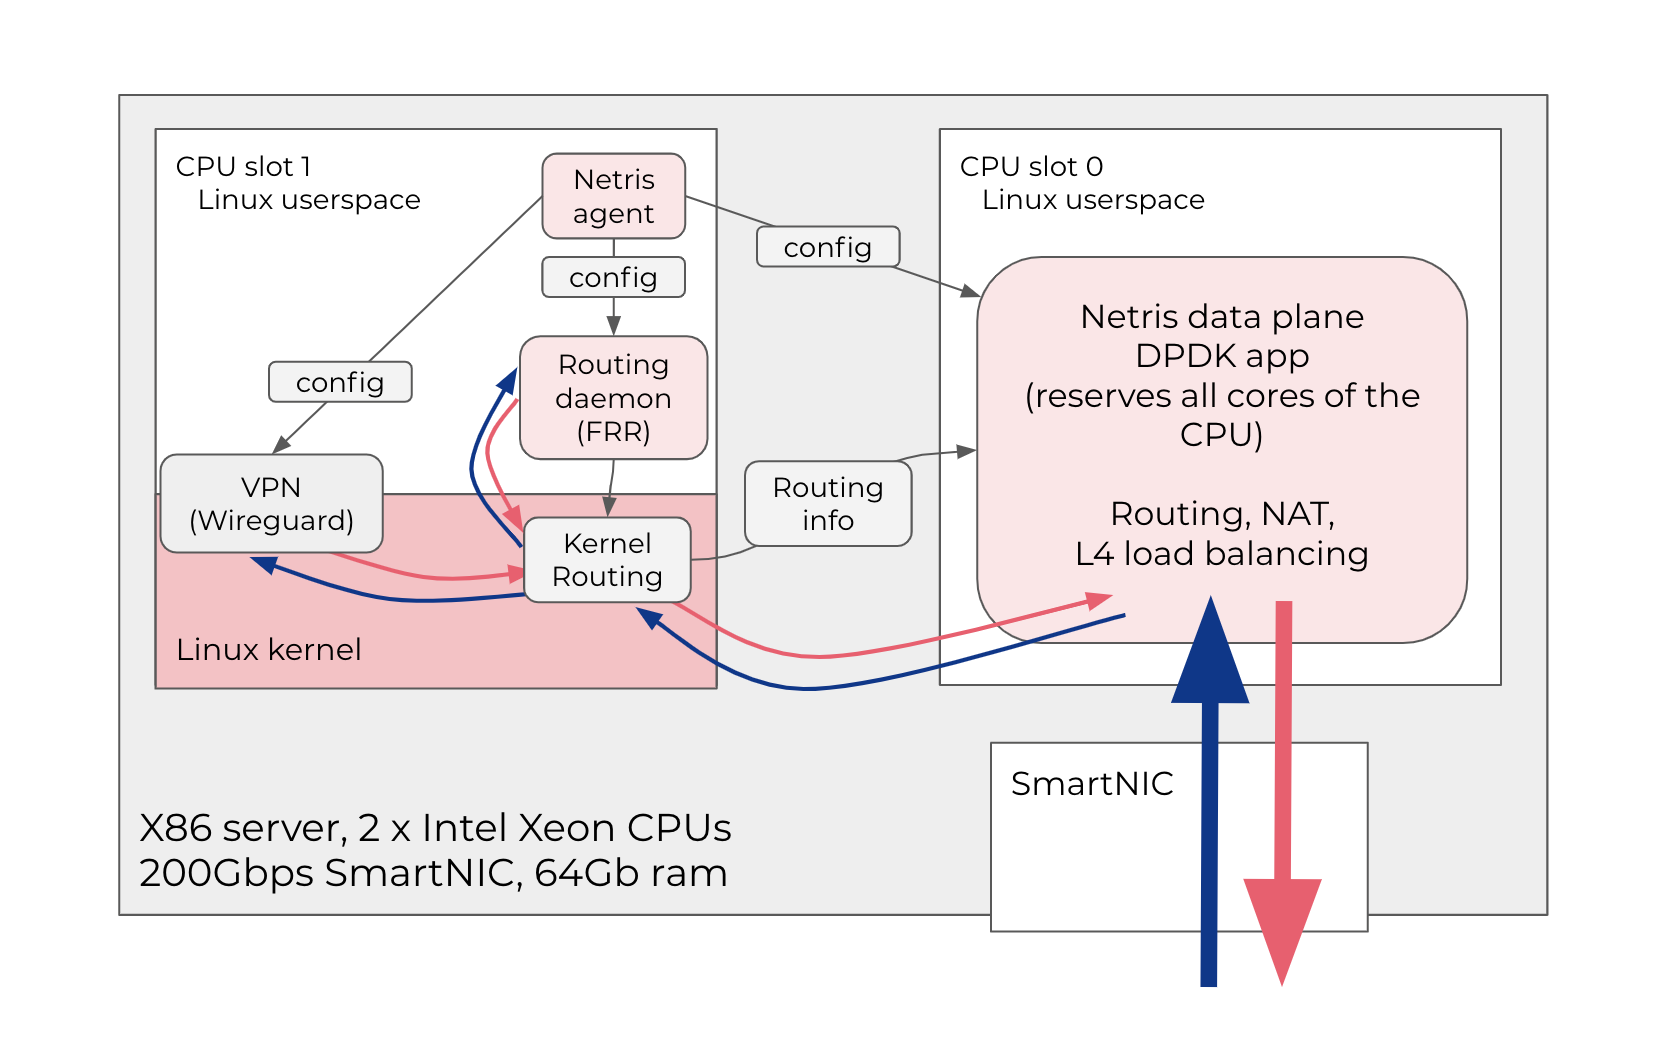 CPU slot 1
Linux userspace
Netris
agent
config
config
Routing
daemon
(FRR)
config
VPN
(Wireguard)
Kernel
Routing
Linux kernel
config
Routing
info
CPU slot 0
Linux userspace
Netris data plane
DPDK app
(reserves all cores of the
CPU)
Routing, NAT,
L4 load balancing
SmartNIC
X86 server, 2 x Intel Xeon CPUs
200Gbps SmartNIC, 64Gb ram